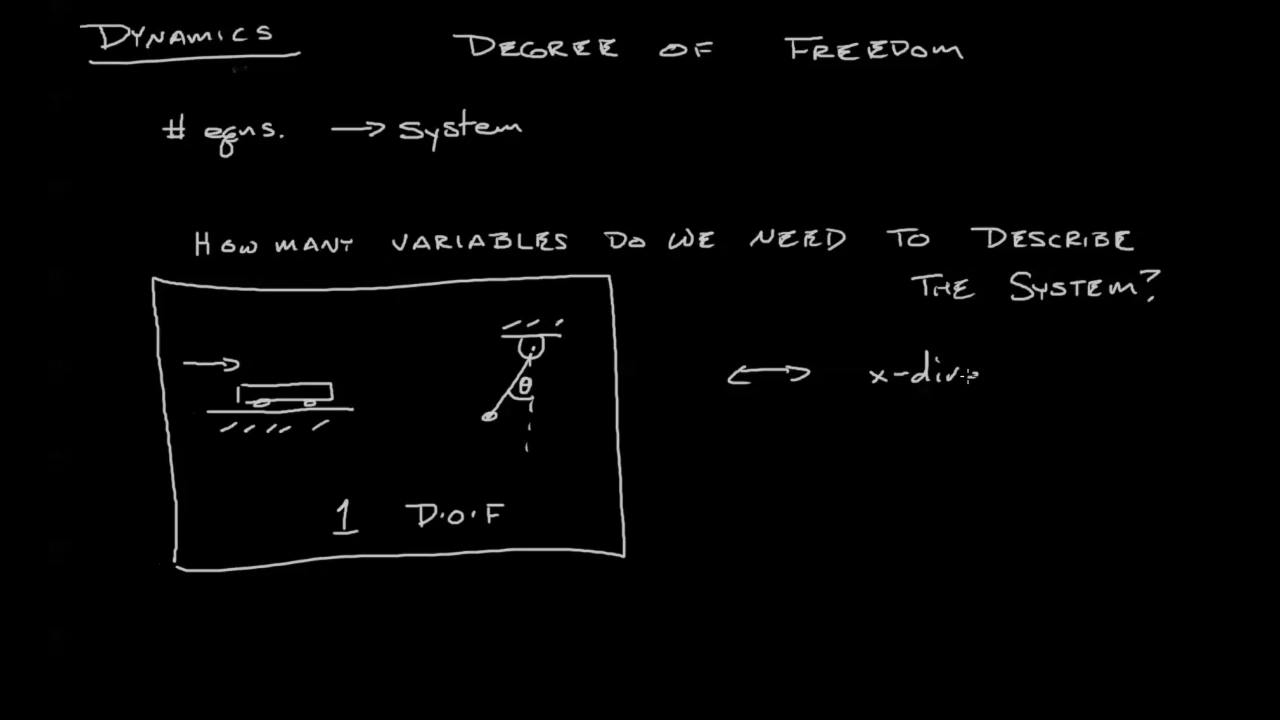 DYNAMICS
DEGREE OF FREEDOM
# eqns. → System
HOW MANY VARIABLES DO WE NEED TO DESCRIBE
THE SYSTEM?
θ
1 D.O.F
x-dir